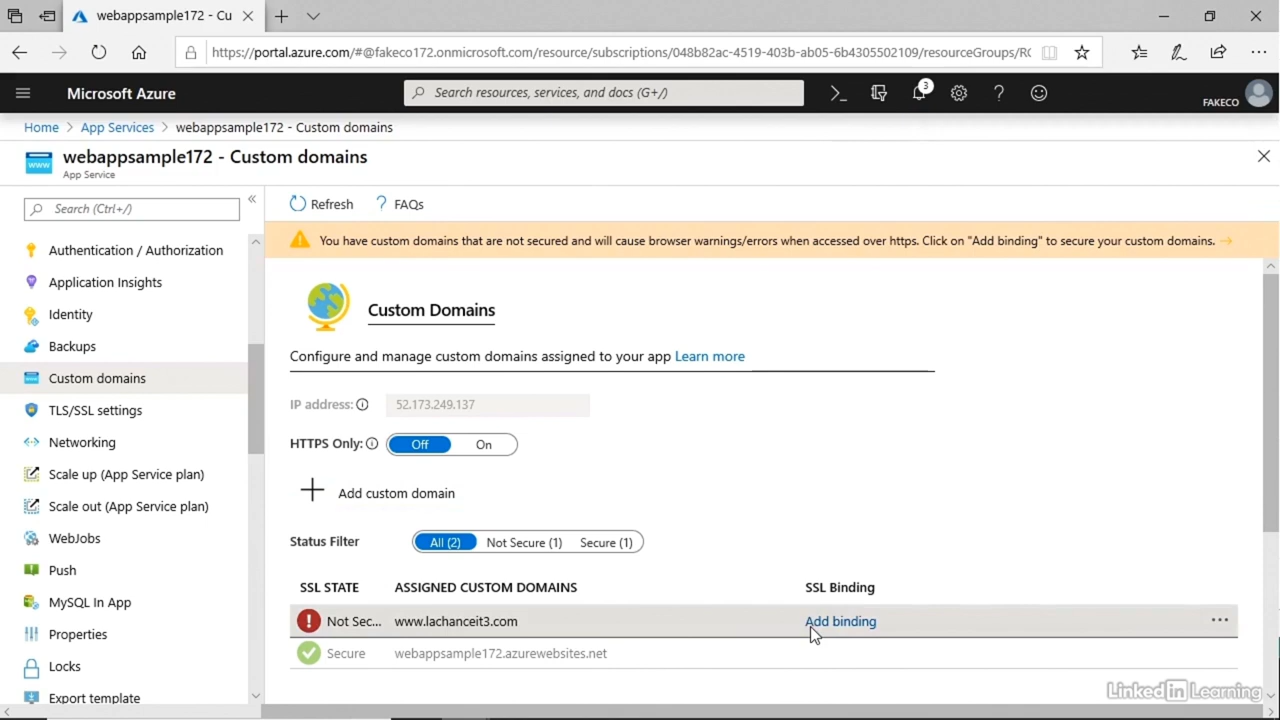 webappsample172 - Cu
https://portal.azure.com/#@fakeco172.onmicrosoft.com/resource/subscriptions/048b82ac-4519-403b-ab05-6b4305502109/resourceGroups/RG
Microsoft Azure
Search resources, services, and docs (G+/)
3
FAKECO
Home > App Services > webappsample172 - Custom domains
www
webappsample172 - Custom domains
App Service
Search (Ctrl+/)
Authentication / Authorization
Application Insights
Identity
Backups
Custom domains
TLS/SSL settings
Networking
Scale up (App Service plan)
Scale out (App Service plan)
WebJobs
Push
MySQL In App
Properties
Locks
Export template
Refresh
FAQs
You have custom domains that are not secured and will cause browser warnings/errors when accessed over https. Click on "Add binding" to secure your custom domains.
Custom Domains
Configure and manage custom domains assigned to your app Learn more
IP address: 52.173.249.137
HTTPS Only: Off On
Add custom domain
Status Filter All (2) Not Secure (1) Secure (1)
SSL STATE ASSIGNED CUSTOM DOMAINS SSL Binding
Not Sec... www.lachanceit3.com Add binding
Secure webappsample172.azurewebsites.net
LinkedIn Learning